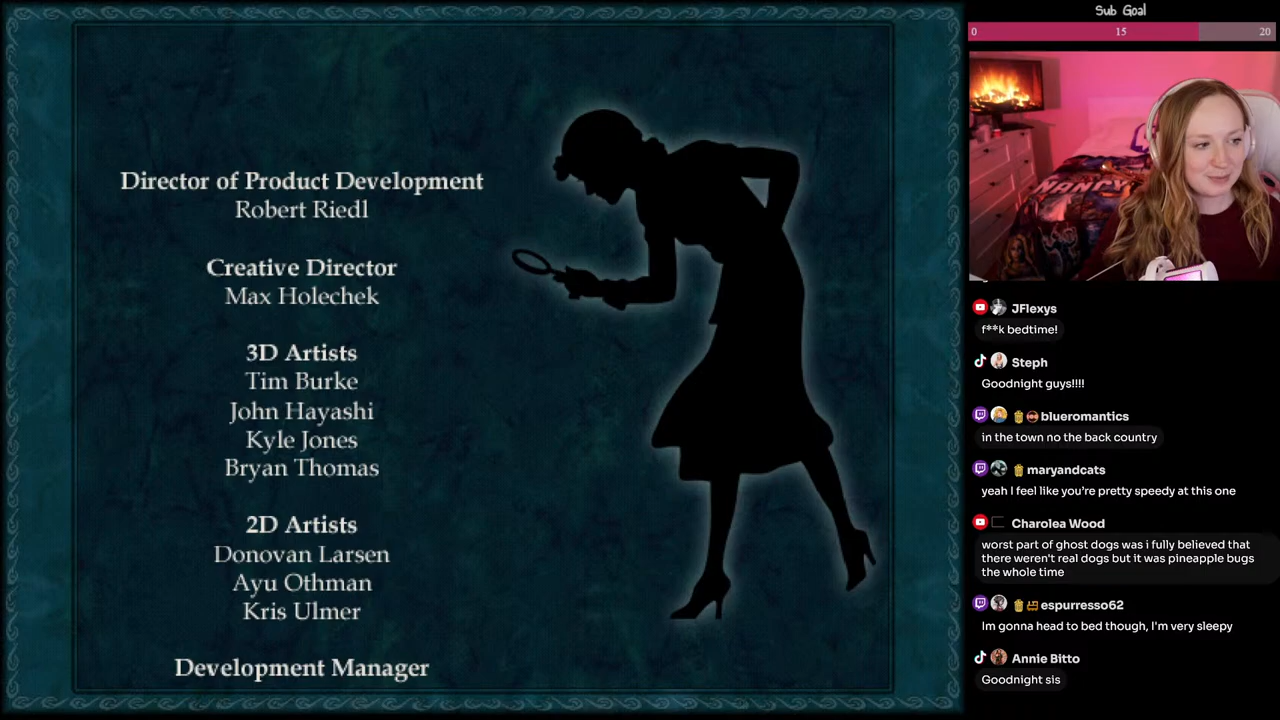 Director of Product Development
Robert Riedl
Creative Director
Max Holechek
3D Artists
Tim Burke
John Hayashi
Kyle Jones
Bryan Thomas
2D Artists
Donovan Larsen
Ayu Othman
Kris Ulmer
Development Manager
Sub Goal
0 15 20
NANCY
JFlexys
f**k bedtime!
Steph
Goodnight guys!!!!
blueromantics
in the town no the back country
maryandcats
yeah I feel like you're pretty speedy at this one
Charolea Wood
worst part of ghost dogs was i fully believed that
there weren't real dogs but it was pineapple bugs
the whole time
espurresso62
Im gonna head to bed though, I'm very sleepy
Annie Bitto
Goodnight sis